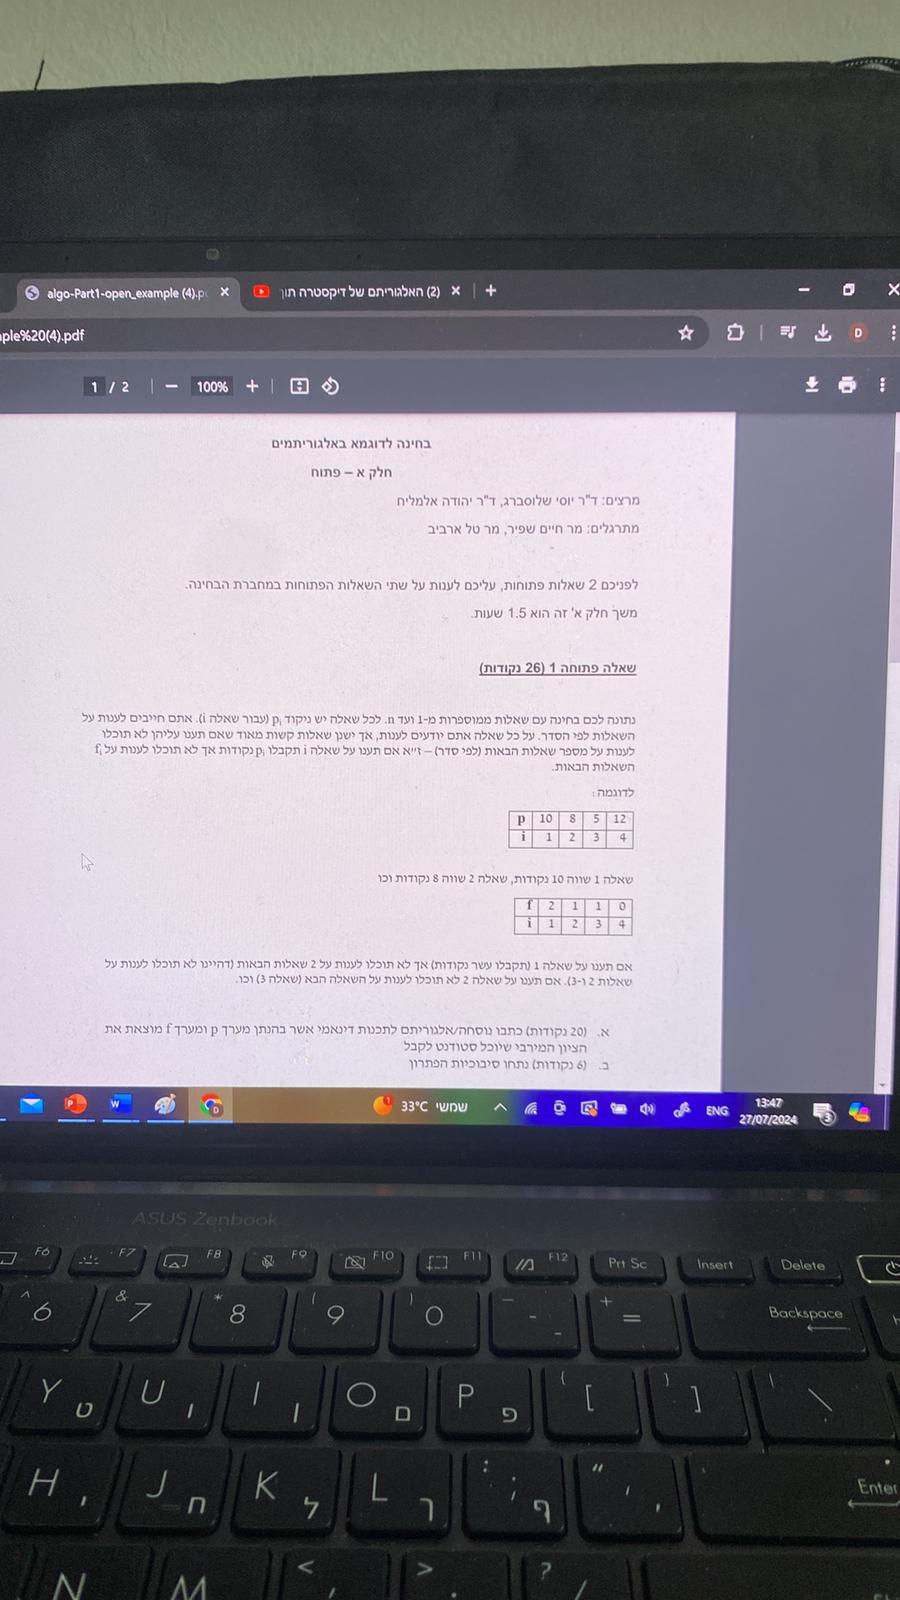 algo-Part1-open_example (4).p
האלגוריתם של דיקסטרה תוך (2)
ple%20(4).pdf
D
1 / 2
100%
בחינה לדוגמא באלגוריתמים
חלק א – פתוח
מרצים: ד"ר יוסי שלוסברג, ד"ר יהודה אלמליח
מתרגלים: מר חיים שפיר, מר טל ארביב
לפניכם 2 שאלות פתוחות, עליכם לענות על שתי השאלות הפתוחות במחברת הבחינה.
משך חלק א' זה הוא 1.5 שעות.
שאלה פתוחה 1 (26 נקודות)
נתונה לכם בחינה עם שאלות ממוספרות מ-1 ועד n. לכל שאלה יש ניקוד pᵢ (עבור שאלה i). אתם חייבים לענות על
השאלות לפי הסדר. על כל שאלה אתם יודעים לענות, אך ישנן שאלות קשות מאוד שאם תענו עליהן לא תוכלו
לענות על מספר שאלות הבאות (לפי סדר) – ז"א אם תענו על שאלה i תקבלו pᵢ נקודות אך לא תוכלו לענות על fᵢ
השאלות הבאות.
לדוגמה:
p 10 8 5 12
i 1 2 3 4
שאלה 1 שווה 10 נקודות, שאלה 2 שווה 8 נקודות וכו
f 2 1 1 0
i 1 2 3 4
אם תענו על שאלה 1 (תקבלו עשר נקודות) אך לא תוכלו לענות על 2 שאלות הבאות (דהיינו לא תוכלו לענות על
שאלות 2 ו-3). אם תענו על שאלה 2 לא תוכלו לענות על השאלה הבא (שאלה 3) וכו.
א. (20 נקודות) כתבו נוסחה/אלגוריתם לתכנות דינאמי אשר בהנתן מערך p ומערך f מוצאת את
הציון המירבי שיוכל סטודנט לקבל
ב. (6 נקודות) נתחו סיבוכיות הפתרון
33°C שמשי
ENG
13:47
27/07/2024
3
ASUS Zenbook
F6 F7 F8 F9 F10 F11 F12 Prt Sc Insert Delete
^ 6 & 7 * 8 ( 9 ) 0 _ - + = Backspace
Y ט U ו I ן O ם P פ { [ } ] | \
H י J ח K ל L ך : ; ף " ' , Enter
N M < > ? /